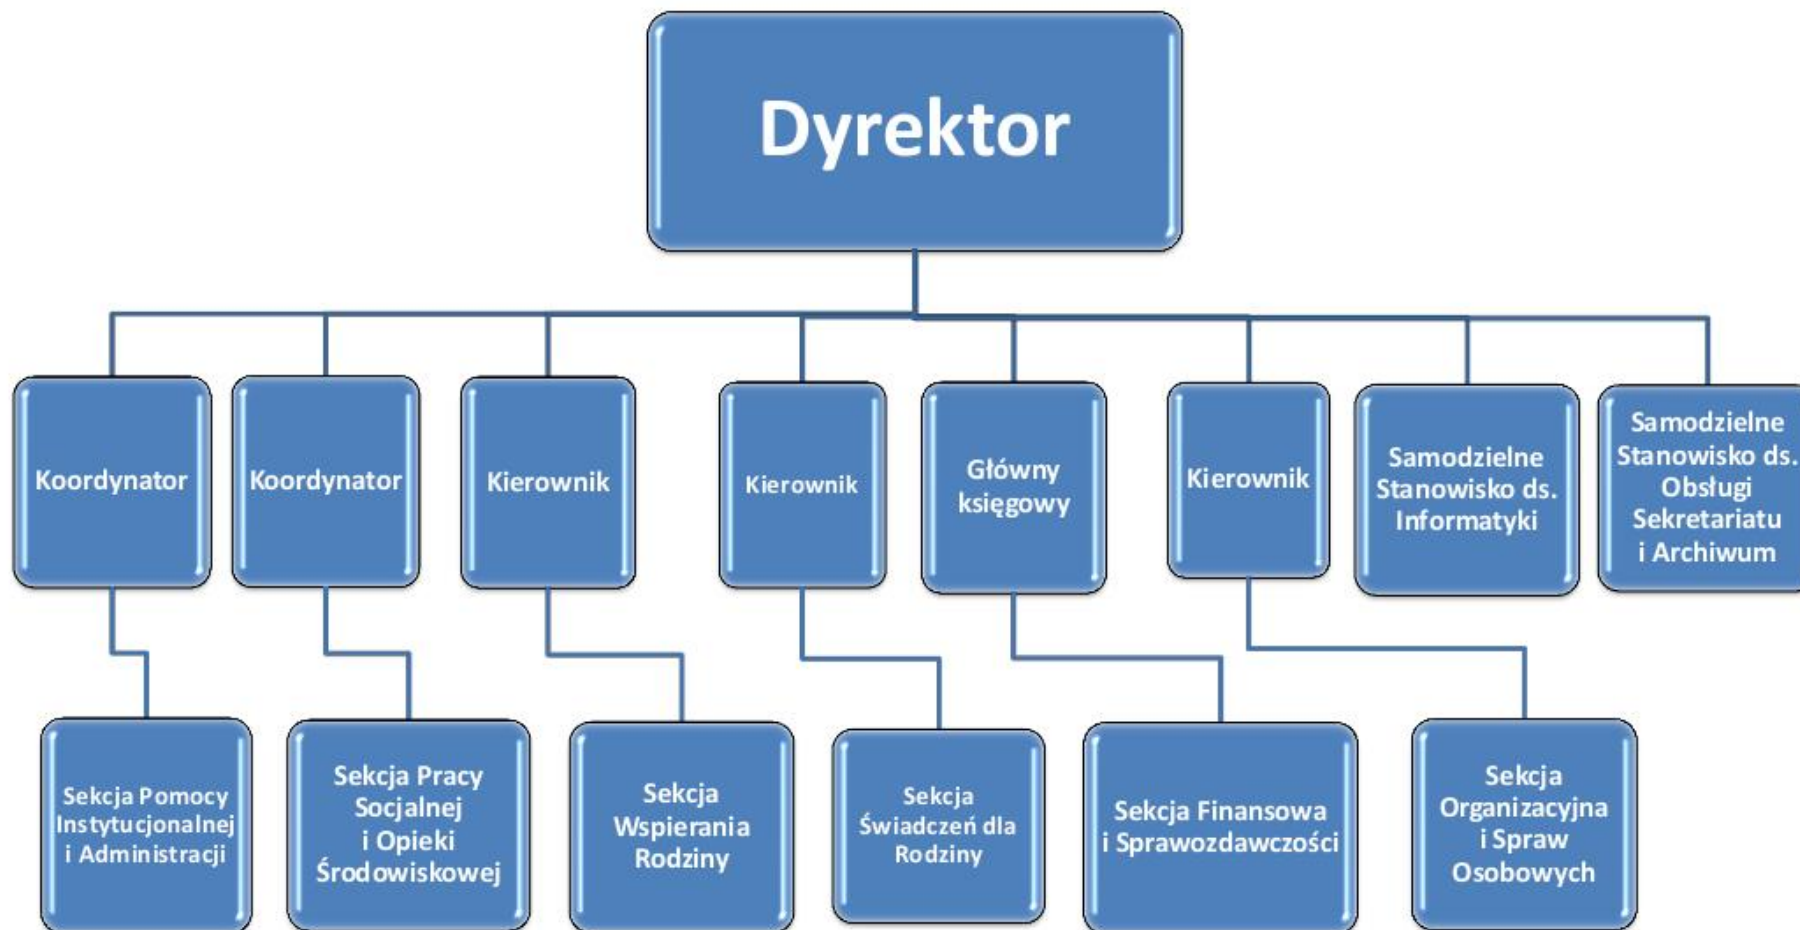 Dyrektor
Koordynator
Koordynator
Kierownik
Kierownik
Główny
księgowy
Kierownik
Samodzielne
Stanowisko ds.
Informatyki
Samodzielne
Stanowisko ds.
Obsługi
Sekretariatu
i Archiwum
Sekcja Pomocy
Instytucjonalnej
i Administracji
Sekcja Pracy
Socjalnej
i Opieki
Środowiskowej
Sekcja
Wspierania
Rodziny
Sekcja
Świadczeń dla
Rodziny
Sekcja Finansowa
i Sprawozdawczości
Sekcja
Organizacyjna
i Spraw
Osobowych